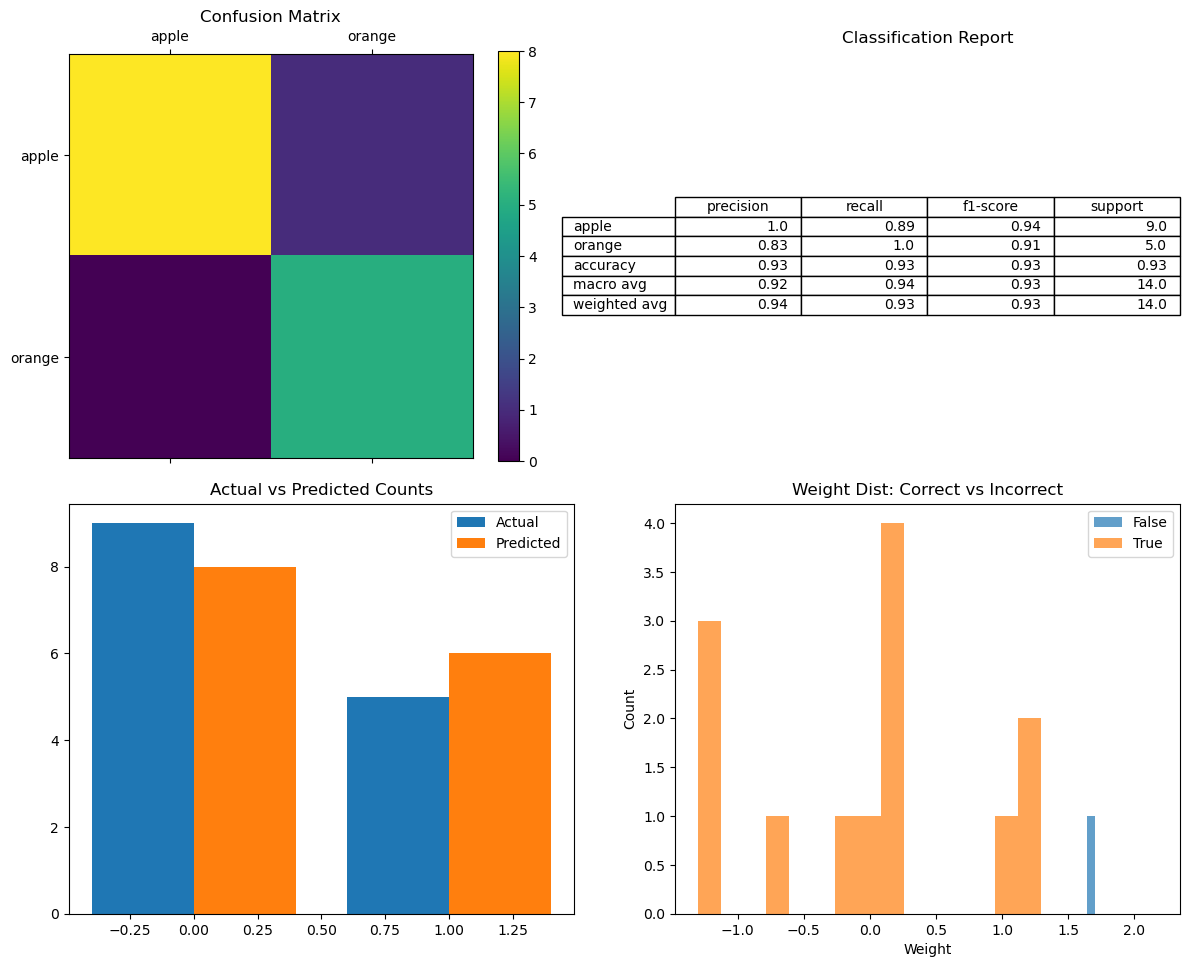 Confusion Matrix
apple orange
apple
orange
8
7
6
5
4
3
2
1
0
Classification Report
precision recall f1-score support
apple 1.0 0.89 0.94 9.0
orange 0.83 1.0 0.91 5.0
accuracy 0.93 0.93 0.93 0.93
macro avg 0.92 0.94 0.93 14.0
weighted avg 0.94 0.93 0.93 14.0
Actual vs Predicted Counts
Actual
Predicted
8
6
4
2
0
−0.25 0.00 0.25 0.50 0.75 1.00 1.25
Weight Dist: Correct vs Incorrect
False
True
4.0
3.5
3.0
2.5
2.0
1.5
1.0
0.5
0.0
Count
−1.0 −0.5 0.0 0.5 1.0 1.5 2.0
Weight